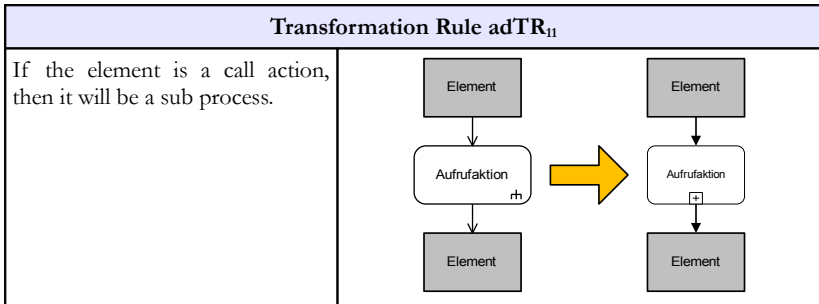 Transformation Rule adTR₁₁
If the element is a call action,
then it will be a sub process.
Element
Aufrufaktion
Element
Element
Aufrufaktion
+
Element